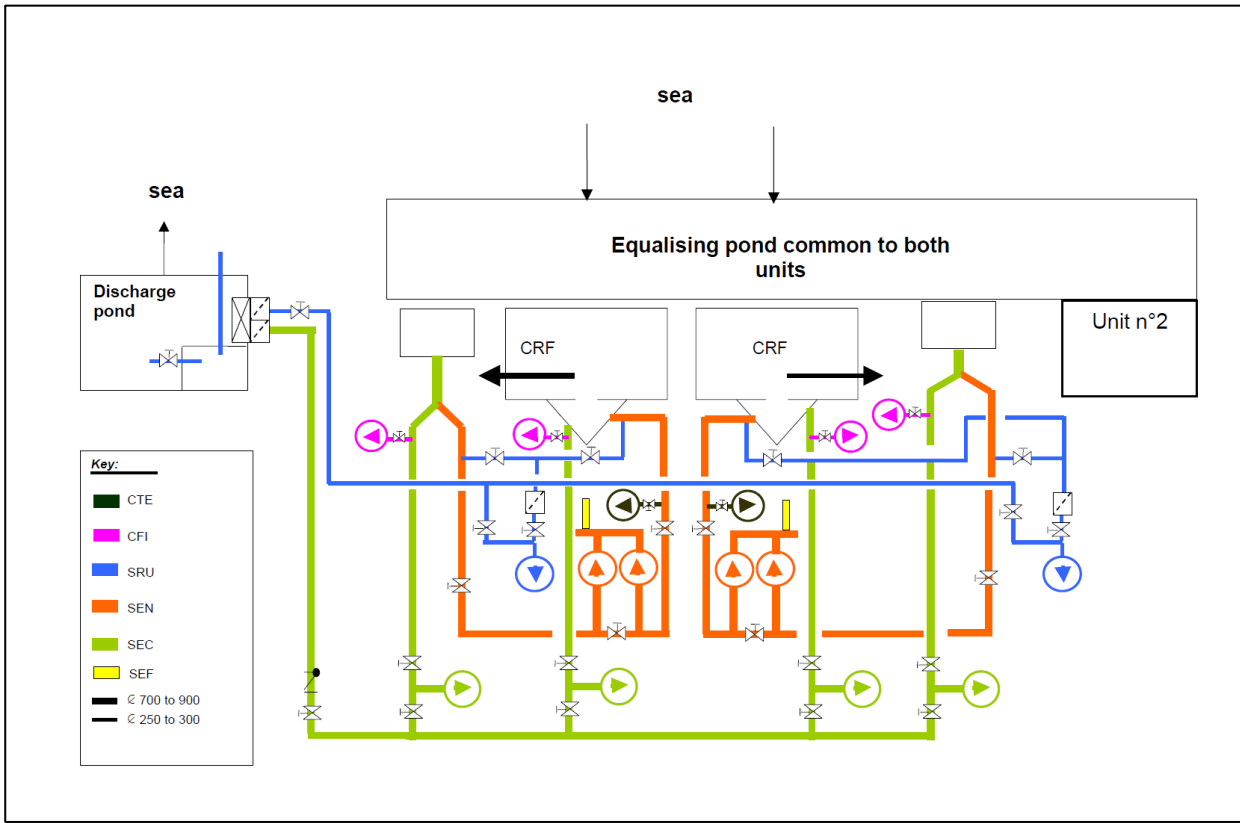 sea
sea
Equalising pond common to both
units
Discharge
pond
Unit n°2
CRF
CRF
Key:
CTE
CFI
SRU
SEN
SEC
SEF
700 to 900
250 to 300